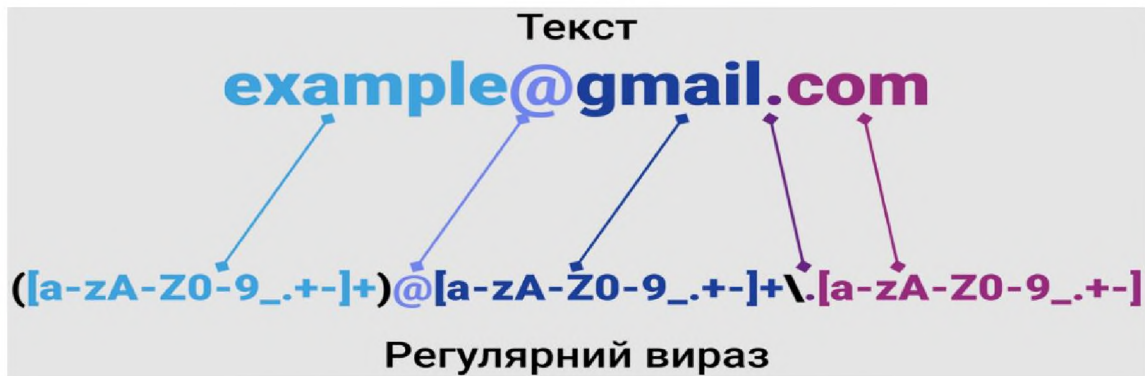 Текст
example@gmail.com
([a-zA-Z0-9_.+-]+)@[a-zA-Z0-9_.+-]+\.[a-zA-Z0-9_.+-]
Регулярний вираз